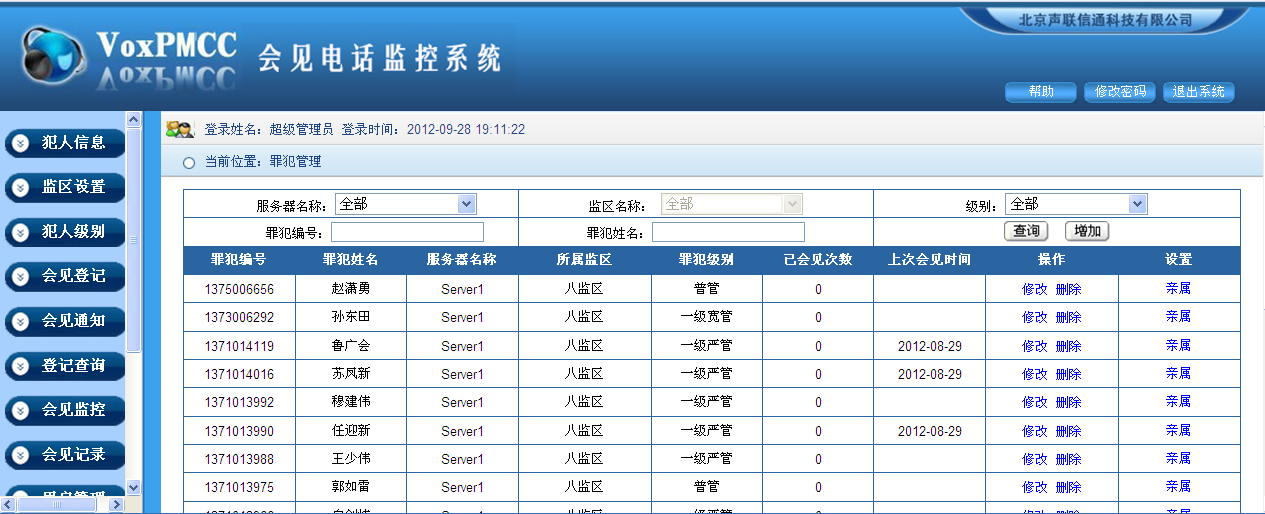 北京声联信通科技有限公司
VoxPMCC 会见电话监控系统
帮助 修改密码 退出系统
登录姓名：超级管理员 登录时间：2012-09-28 19:11:22
当前位置：罪犯管理
犯人信息
监区设置
犯人级别
会见登记
会见通知
登记查询
会见监控
会见记录
用户管理
服务器名称：全部 监区名称：全部 级别：全部
罪犯编号： 罪犯姓名： 查询 增加
罪犯编号 罪犯姓名 服务器名称 所属监区 罪犯级别 已会见次数 上次会见时间 操作 设置
1375006656 赵潇勇 Server1 八监区 普管 0 修改 删除 亲属
1373006292 孙东田 Server1 八监区 一级宽管 0 修改 删除 亲属
1371014119 鲁广会 Server1 八监区 一级严管 0 2012-08-29 修改 删除 亲属
1371014016 苏凤新 Server1 八监区 一级严管 0 2012-08-29 修改 删除 亲属
1371013992 穆建伟 Server1 八监区 一级严管 0 修改 删除 亲属
1371013990 任迎新 Server1 八监区 一级严管 0 2012-08-29 修改 删除 亲属
1371013988 王少伟 Server1 八监区 一级严管 0 修改 删除 亲属
1371013975 郭如雷 Server1 八监区 普管 0 修改 删除 亲属